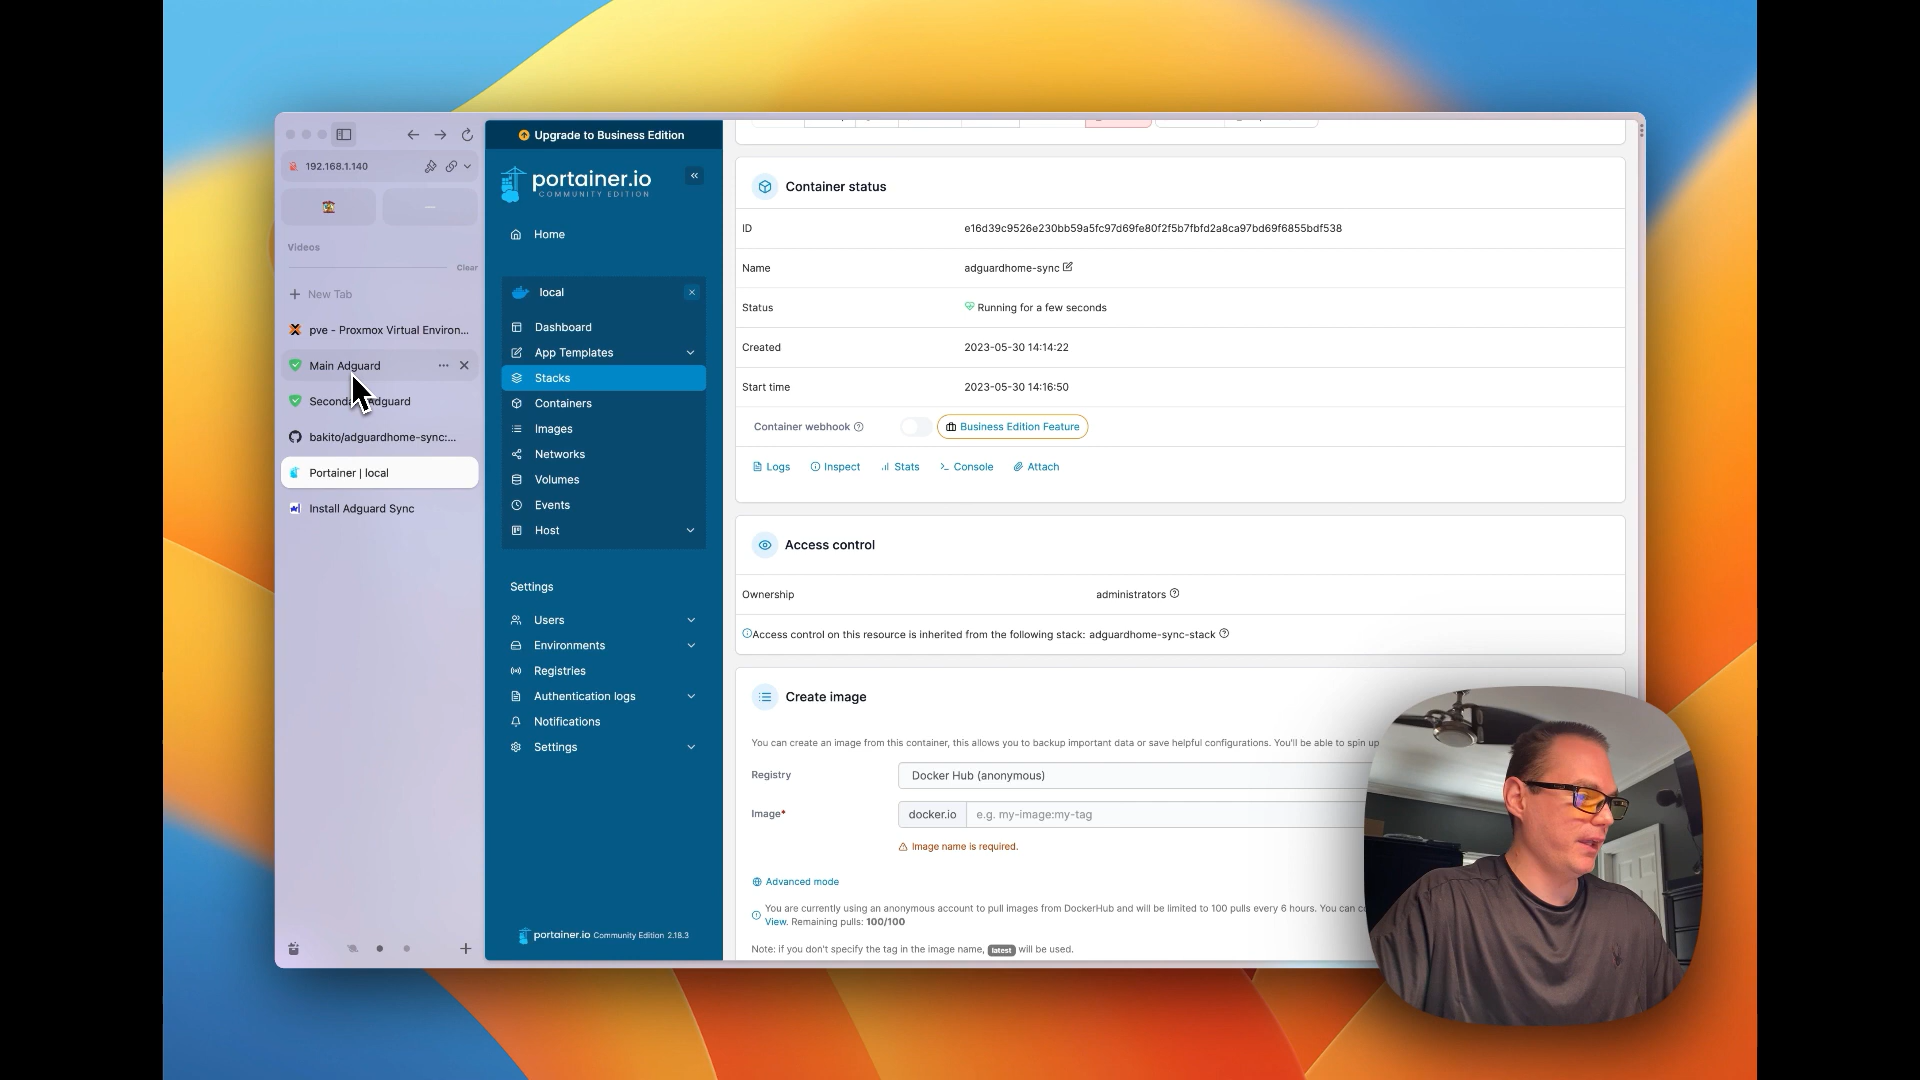 192.168.1.140
Videos
Clear
New Tab
pve - Proxmox Virtual Environ...
Main Adguard
Adguard
bakito/adguardhome-sync:...
Portainer | local
Install Adguard Sync
Upgrade to Business Edition
portainer.io
COMMUNITY EDITION
Home
local
Dashboard
App Templates
Stacks
Containers
Images
Networks
Volumes
Events
Host
Settings
Users
Environments
Registries
Authentication logs
Notifications
Settings
portainer.io Community Edition 2.18.3
Container status
ID e16d39c9526e230bb59a5fc97d69fe80f2f5b7fbfd2a8ca97bd69f6855bdf538
Name adguardhome-sync
Status Running for a few seconds
Created 2023-05-30 14:14:22
Start time 2023-05-30 14:16:50
Container webhook Business Edition Feature
Logs Inspect Stats Console Attach
Access control
Ownership administrators
Access control on this resource is inherited from the following stack: adguardhome-sync-stack
Create image
You can create an image from this container, this allows you to backup important data or save helpful configurations. You'll be able to spin up
Registry Docker Hub (anonymous)
Image* docker.io e.g. my-image:my-tag
Image name is required.
Advanced mode
You are currently using an anonymous account to pull images from DockerHub and will be limited to 100 pulls every 6 hours. You can
View. Remaining pulls: 100/100
Note: if you don't specify the tag in the image name, latest will be used.